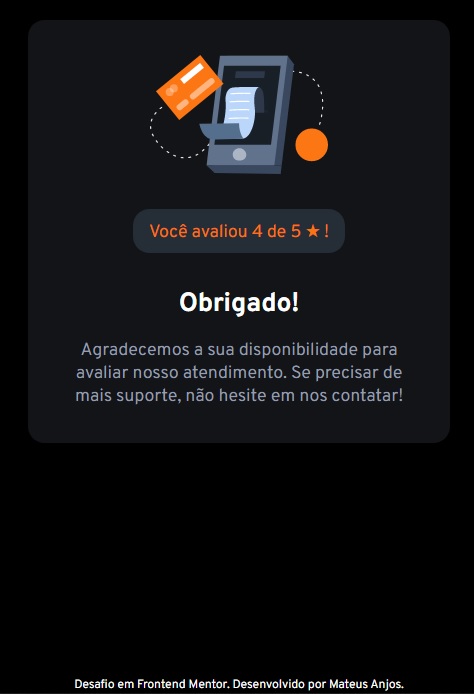 Você avaliou 4 de 5 ★ !
Obrigado!
Agradecemos a sua disponibilidade para
avaliar nosso atendimento. Se precisar de
mais suporte, não hesite em nos contatar!
Desafio em Frontend Mentor. Desenvolvido por Mateus Anjos.